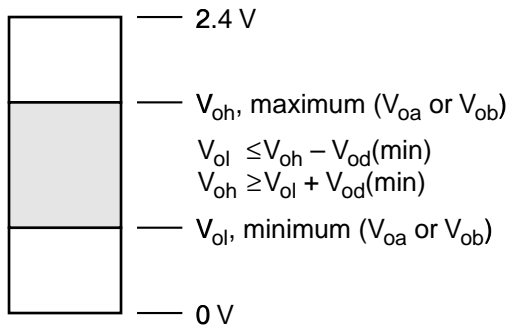 2.4 V
Voh, maximum (Voa or Vob)
Vol ≤Voh – Vod(min)
Voh ≥Vol + Vod(min)
Vol, minimum (Voa or Vob)
0 V